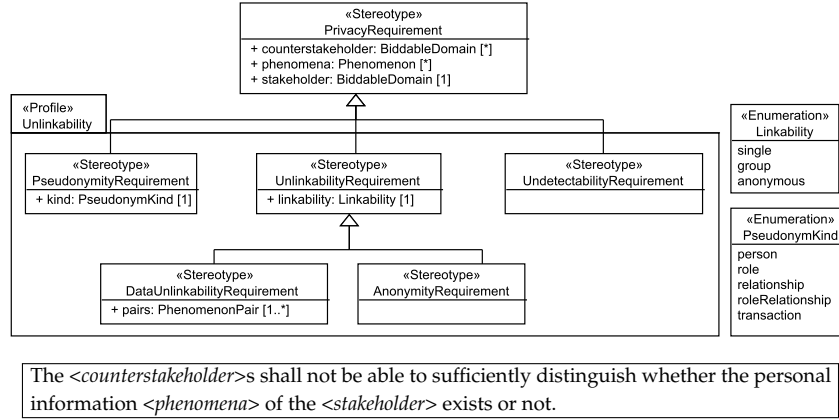 «Stereotype»
PrivacyRequirement
+ counterstakeholder: BiddableDomain [*]
+ phenomena: Phenomenon [*]
+ stakeholder: BiddableDomain [1]
«Profile»
Unlinkability
«Stereotype»
PseudonymityRequirement
+ kind: PseudonymKind [1]
«Stereotype»
UnlinkabilityRequirement
+ linkability: Linkability [1]
«Stereotype»
UndetectabilityRequirement
«Stereotype»
DataUnlinkabilityRequirement
+ pairs: PhenomenonPair [1..*]
«Stereotype»
AnonymityRequirement
«Enumeration»
Linkability
single
group
anonymous
«Enumeration»
PseudonymKind
person
role
relationship
roleRelationship
transaction
The <counterstakeholder>s shall not be able to sufficiently distinguish whether the personal
information <phenomena> of the <stakeholder> exists or not.